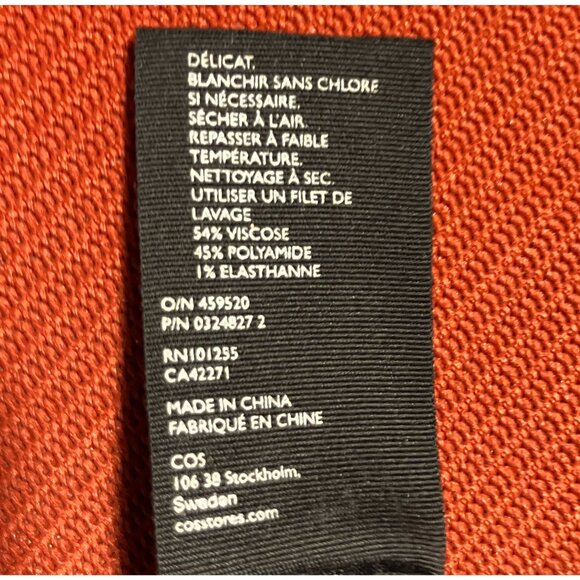 DÉLICAT.
BLANCHIR SANS CHLORE
SI NÉCESSAIRE.
SÉCHER À L'AIR.
REPASSER À FAIBLE
TEMPÉRATURE.
NETTOYAGE À SEC.
UTILISER UN FILET DE
LAVAGE.
54% VISCOSE
45% POLYAMIDE
1% ELASTHANNE
O/N 459520
P/N 0324827 2
RN101255
CA42271
MADE IN CHINA
FABRIQUÉ EN CHINE
COS
106 38 Stockholm,
Sweden
cosstores.com